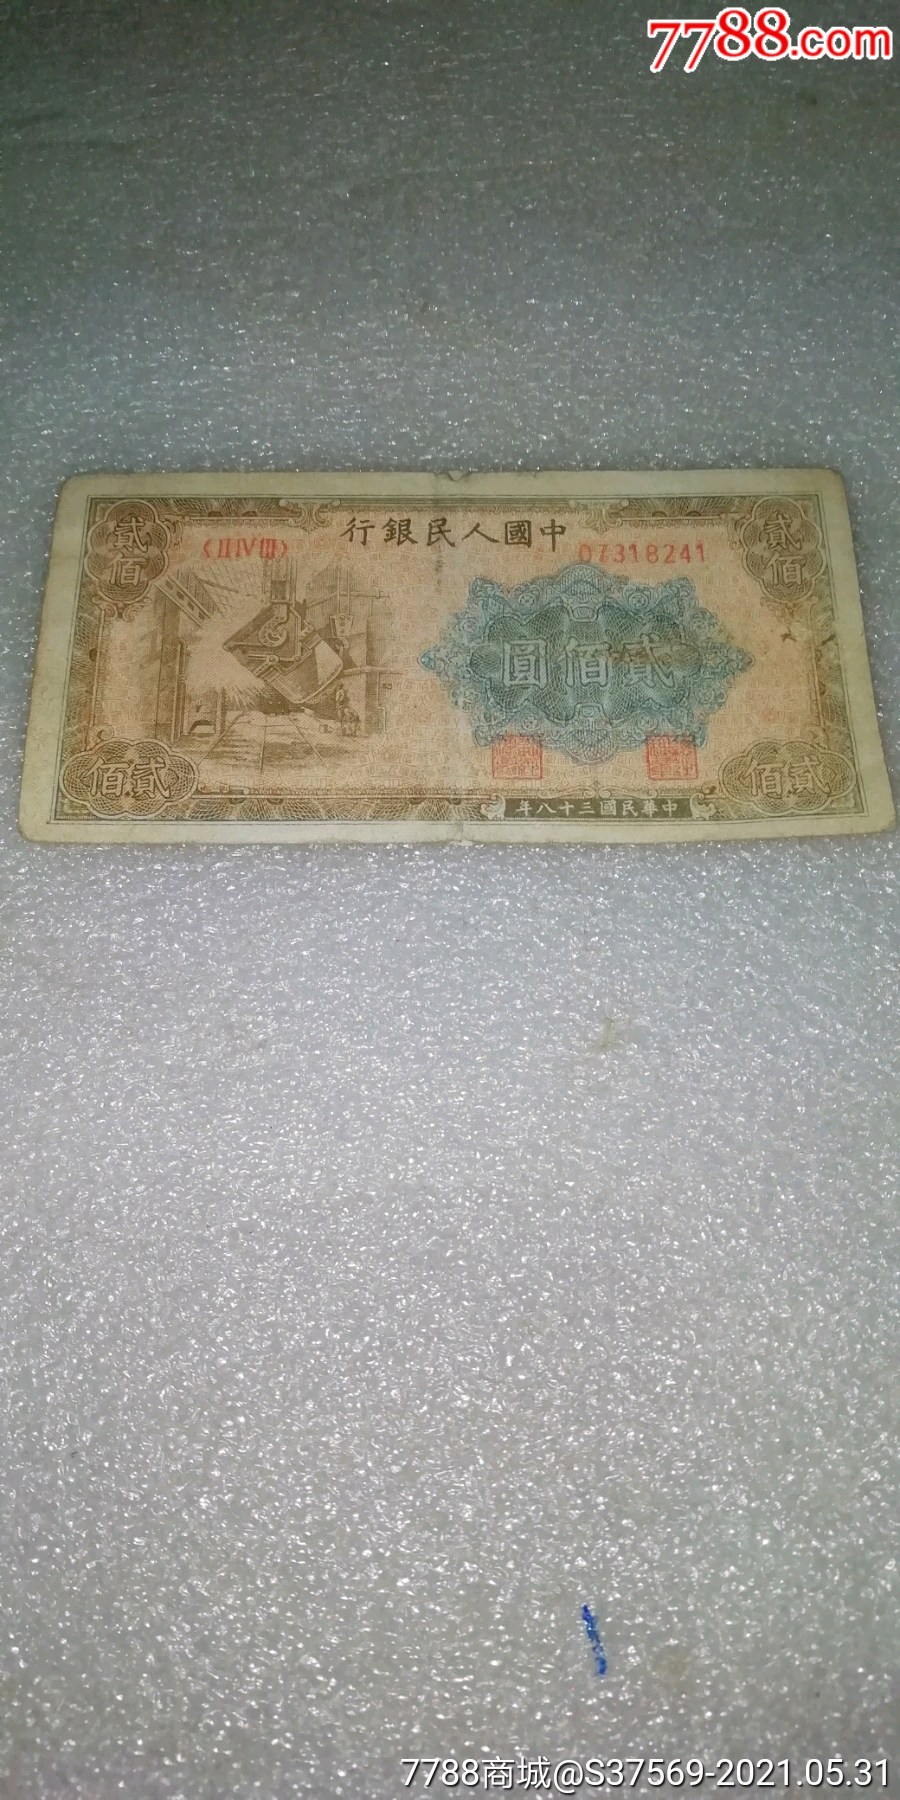 7788.com
行銀民人國中
〈ⅡⅣⅢ〉
07318241
貳佰
貳佰
圓佰貳
佰貳
佰貳
年八十三國民華中
7788商城@S37569-2021.05.31